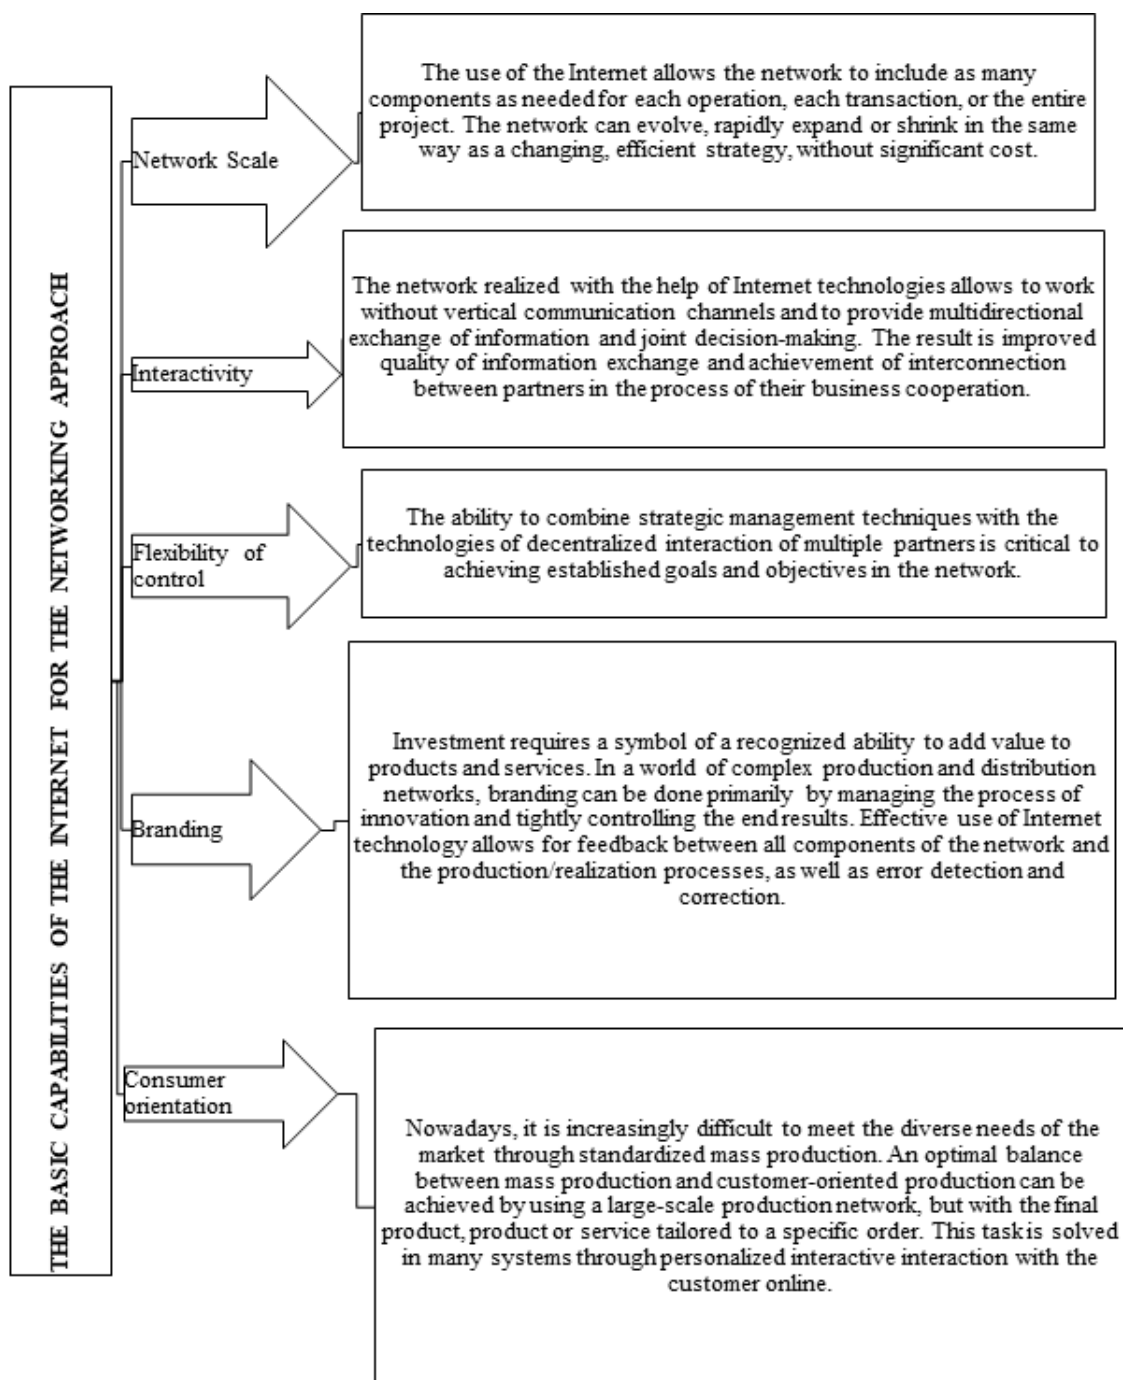 THE BASIC CAPABILITIES OF THE INTERNET FOR THE NETWORKING APPROACH
Network Scale
The use of the Internet allows the network to include as many
components as needed for each operation, each transaction, or the entire
project. The network can evolve, rapidly expand or shrink in the same
way as a changing, efficient strategy, without significant cost.
Interactivity
The network realized with the help of Internet technologies allows to work
without vertical communication channels and to provide multidirectional
exchange of information and joint decision-making. The result is improved
quality of information exchange and achievement of interconnection
between partners in the process of their business cooperation.
Flexibility of
control
The ability to combine strategic management techniques with the
technologies of decentralized interaction of multiple partners is critical to
achieving established goals and objectives in the network.
Branding
Investment requires a symbol of a recognized ability to add value to
products and services. In a world of complex production and distribution
networks, branding can be done primarily by managing the process of
innovation and tightly controlling the end results. Effective use of Internet
technology allows for feedback between all components of the network and
the production/realization processes, as well as error detection and
correction.
Consumer
orientation
Nowadays, it is increasingly difficult to meet the diverse needs of the
market through standardized mass production. An optimal balance
between mass production and customer-oriented production can be
achieved by using a large-scale production network, but with the final
product, product or service tailored to a specific order. This task is solved
in many systems through personalized interactive interaction with the
customer online.